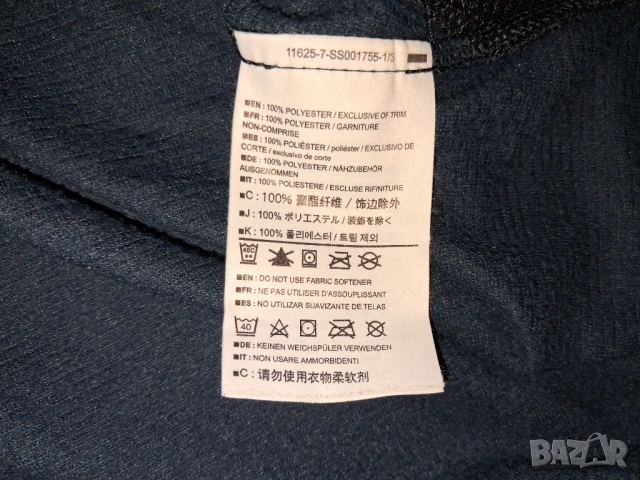 11625-7-SS001755-1/3
■EN : 100% POLYESTER / EXCLUSIVE OF TRIM
■FR : 100% POLYESTER / GARNITURE
NON-COMPRISE
■ES : 100% POLIÉSTER / poliéster / EXCLUSIVO DE
CORTE / exclusivo de corte
■DE : 100% POLYESTER / NÄHZUBEHÖR
AUSGENOMMEN
■IT : 100% POLIESTERE / ESCLUSE RIFINITURE
■C : 100% 聚酯纤维 / 饰边除外
■J : 100% ポリエステル / 装飾を除く
■K : 100% 폴리에스터 / 트림 제외
40C
■EN : DO NOT USE FABRIC SOFTENER
■FR : NE PAS UTILISER D'ASSOUPLISSANT
■ES : NO UTILIZAR SUAVIZANTE DE TELAS
40
■DE : KEINEN WEICHSPÜLER VERWENDEN
■IT : NON USARE AMMORBIDENTI
■C : 请勿使用衣物柔软剂
BAZAR